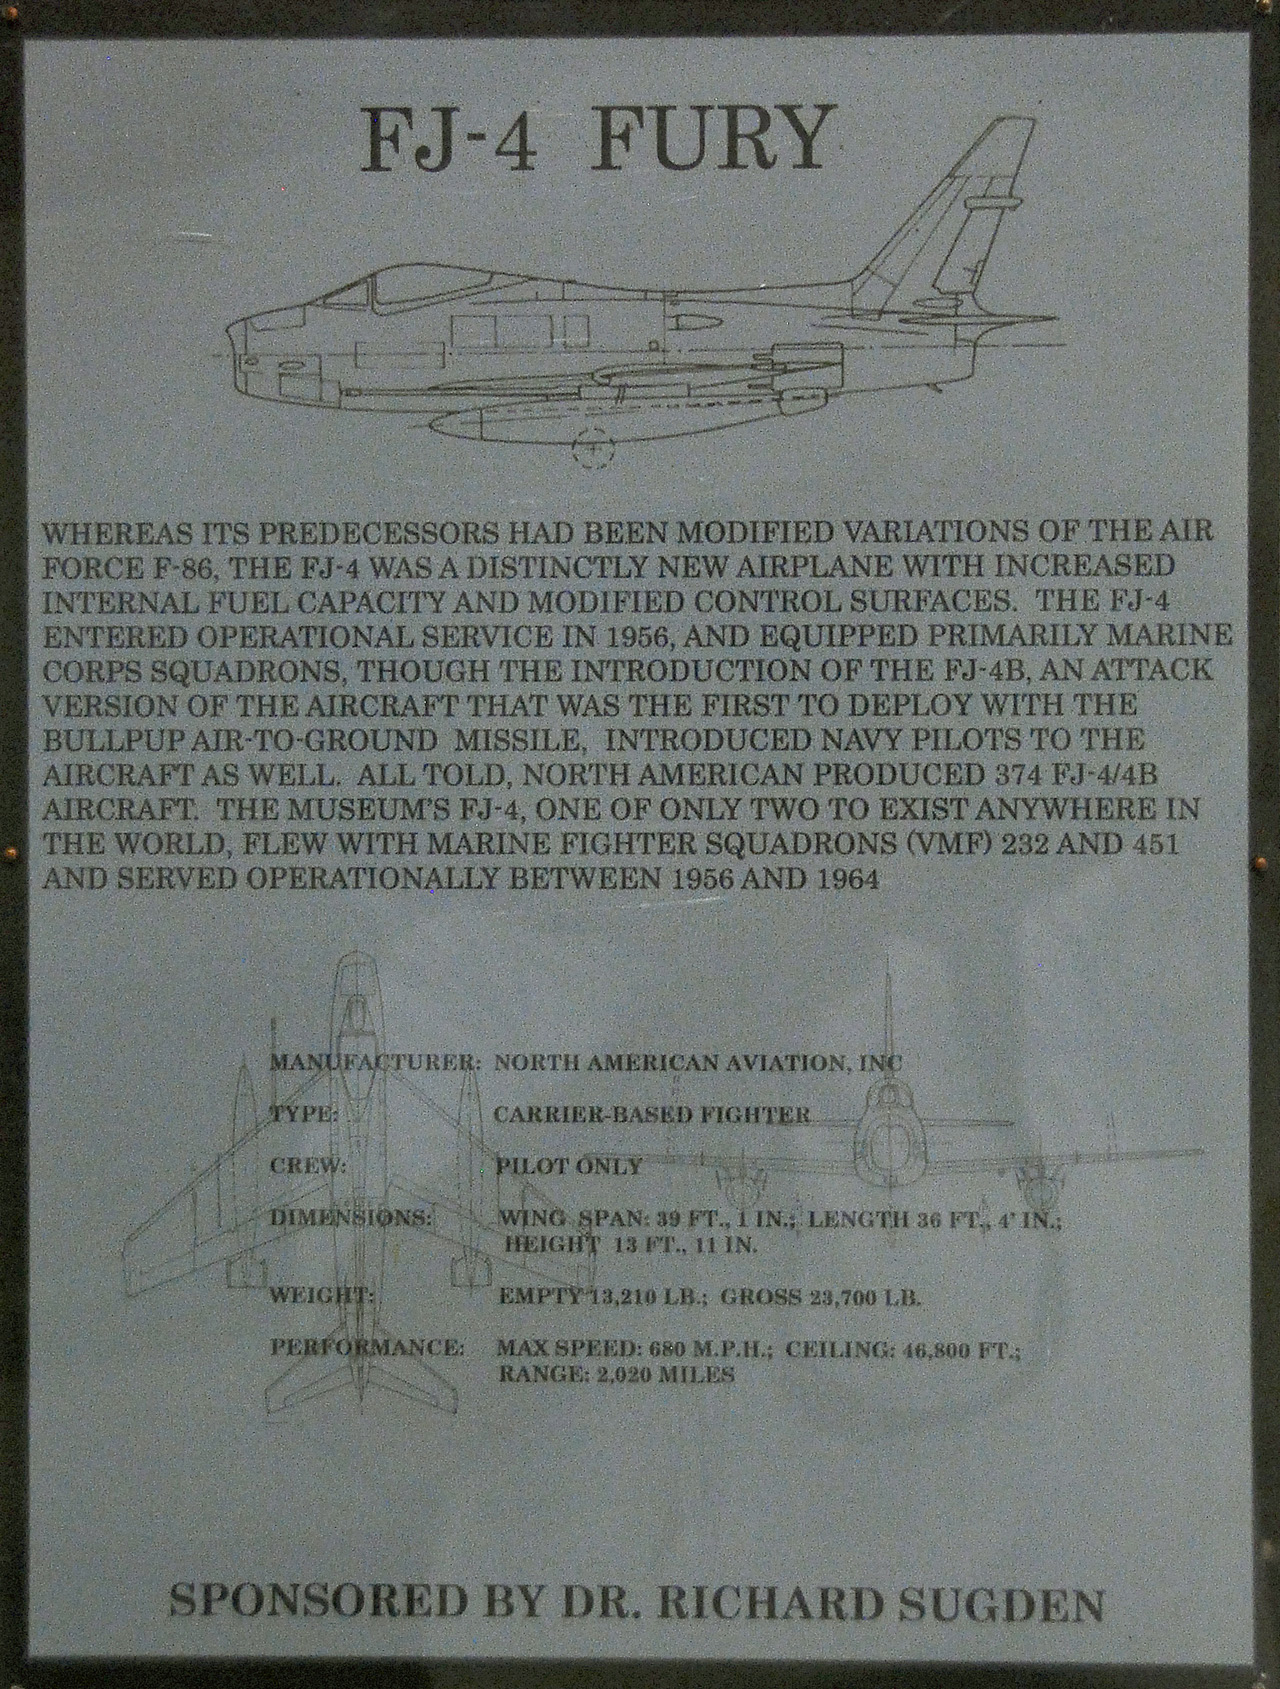 FJ-4 FURY
WHEREAS ITS PREDECESSORS HAD BEEN MODIFIED VARIATIONS OF THE AIR
FORCE F-86, THE FJ-4 WAS A DISTINCTLY NEW AIRPLANE WITH INCREASED
INTERNAL FUEL CAPACITY AND MODIFIED CONTROL SURFACES. THE FJ-4
ENTERED OPERATIONAL SERVICE IN 1956, AND EQUIPPED PRIMARILY MARINE
CORPS SQUADRONS, THOUGH THE INTRODUCTION OF THE FJ-4B, AN ATTACK
VERSION OF THE AIRCRAFT THAT WAS THE FIRST TO DEPLOY WITH THE
BULLPUP AIR-TO-GROUND MISSILE, INTRODUCED NAVY PILOTS TO THE
AIRCRAFT AS WELL. ALL TOLD, NORTH AMERICAN PRODUCED 374 FJ-4/4B
AIRCRAFT. THE MUSEUM'S FJ-4, ONE OF ONLY TWO TO EXIST ANYWHERE IN
THE WORLD, FLEW WITH MARINE FIGHTER SQUADRONS (VMF) 232 AND 451
AND SERVED OPERATIONALLY BETWEEN 1956 AND 1964
MANUFACTURER: NORTH AMERICAN AVIATION, INC
TYPE: CARRIER-BASED FIGHTER
CREW: PILOT ONLY
DIMENSIONS: WING SPAN: 39 FT., 1 IN.; LENGTH 36 FT., 4' IN.;
HEIGHT 13 FT., 11 IN.
WEIGHT: EMPTY 13,210 LB.; GROSS 23,700 LB.
PERFORMANCE: MAX SPEED: 680 M.P.H.; CEILING: 46,800 FT.;
RANGE: 2,020 MILES
SPONSORED BY DR. RICHARD SUGDEN